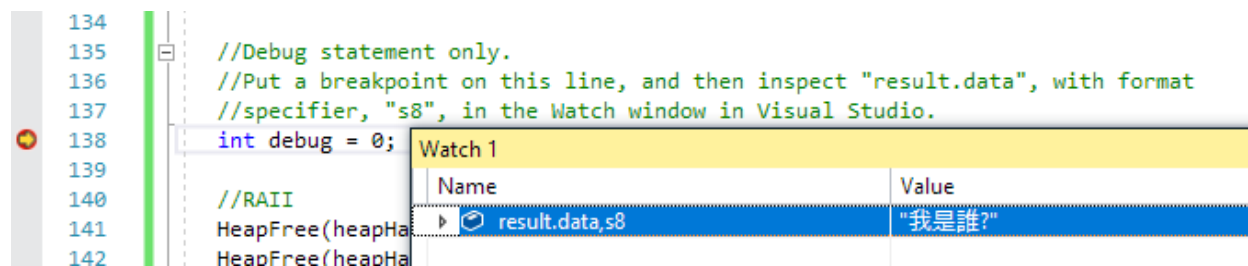 134
135 //Debug statement only.
136 //Put a breakpoint on this line, and then inspect "result.data", with format
137 //specifier, "s8", in the Watch window in Visual Studio.
138 int debug = 0;
Watch 1
139
Name Value
140 //RAII
result.data,s8 "我是誰?"
141 HeapFree(heapHa
142 HeapFree(heapHa